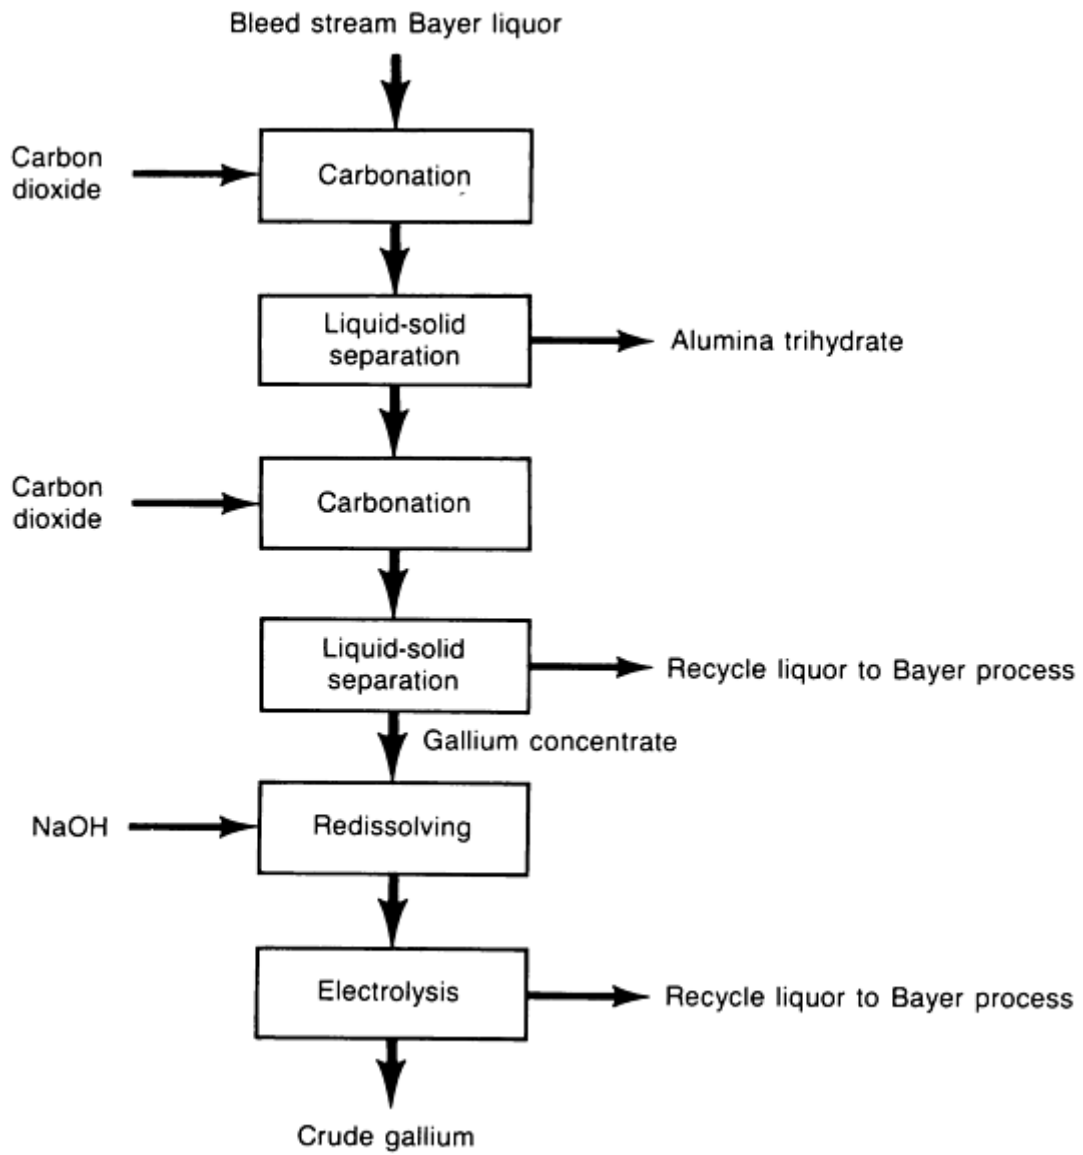 Bleed stream Bayer liquor
Carbon
dioxide
Carbonation
Liquid-solid
separation
Alumina trihydrate
Carbon
dioxide
Carbonation
Liquid-solid
separation
Recycle liquor to Bayer process
Gallium concentrate
NaOH
Redissolving
Electrolysis
Recycle liquor to Bayer process
Crude gallium